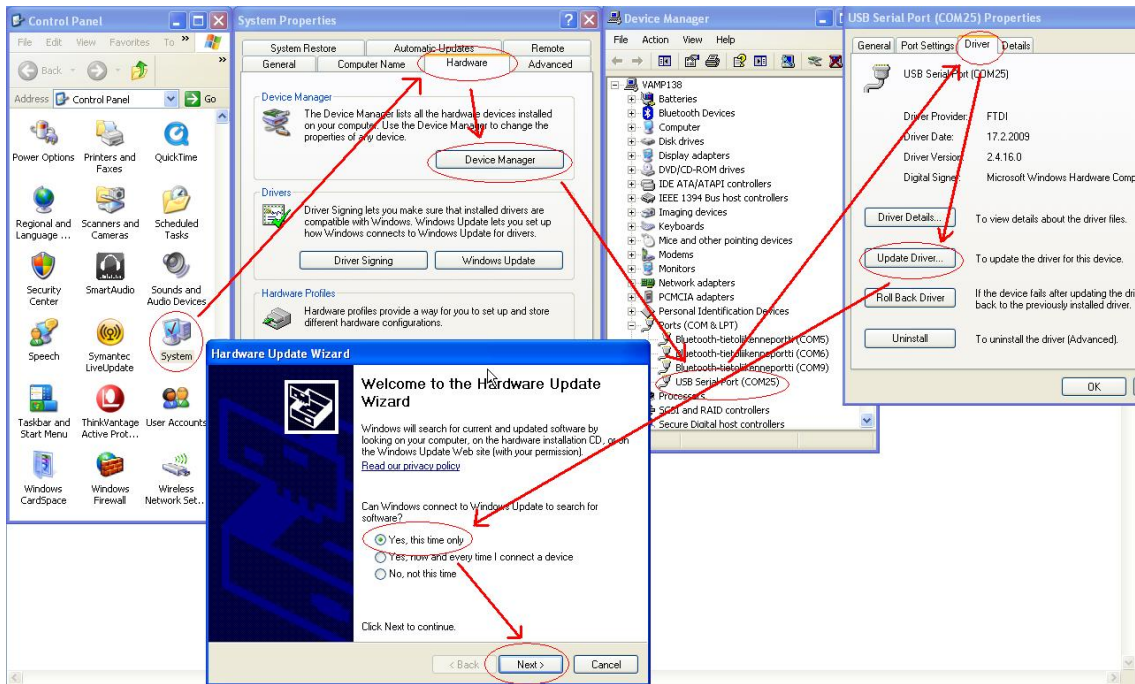 Control Panel
File Edit View Favorites To »
Back
»
Address Control Panel Go
Power Options
Printers and Faxes
QuickTime
Regional and Language ...
Scanners and Cameras
Scheduled Tasks
Security Center
SmartAudio
Sounds and Audio Devices
Speech
Symantec LiveUpdate
System
Taskbar and Start Menu
ThinkVantage Active Prot...
User Accounts
Windows CardSpace
Windows Firewall
Wireless Network Set...
System Properties
System Restore Automatic Updates Remote
General Computer Name Hardware Advanced
Device Manager
The Device Manager lists all the hardware devices installed
on your computer. Use the Device Manager to change the
properties of any device.
Device Manager
Drivers
Driver Signing lets you make sure that installed drivers are
compatible with Windows. Windows Update lets you set up
how Windows connects to Windows Update for drivers.
Driver Signing Windows Update
Hardware Profiles
Hardware profiles provide a way for you to set up and store
different hardware configurations.
Device Manager
File Action View Help
VAMP138
Batteries
Bluetooth Devices
Computer
Disk drives
Display adapters
DVD/CD-ROM drives
IDE ATA/ATAPI controllers
IEEE 1394 Bus host controllers
Imaging devices
Keyboards
Mice and other pointing devices
Modems
Monitors
Network adapters
PCMCIA adapters
Personal Identification Devices
Ports (COM & LPT)
Bluetooth-tietoliikenneportti (COM5)
Bluetooth-tietoliikenneportti (COM6)
Bluetooth-tietoliikenneportti (COM9)
USB Serial Port (COM25)
Processors
SCSI and RAID controllers
Secure Digital host controllers
USB Serial Port (COM25) Properties
General Port Settings Driver Details
USB Serial Port (COM25)
Driver Provider: FTDI
Driver Date: 17.2.2009
Driver Version: 2.4.16.0
Digital Signer: Microsoft Windows Hardware Comp
Driver Details... To view details about the driver files.
Update Driver... To update the driver for this device.
Roll Back Driver If the device fails after updating the dri
back to the previously installed driver.
Uninstall To uninstall the driver (Advanced).
OK
Hardware Update Wizard
Welcome to the Hardware Update
Wizard
Windows will search for current and updated software by
looking on your computer, on the hardware installation CD, or on
the Windows Update Web site (with your permission).
Read our privacy policy
Can Windows connect to Windows Update to search for
software?
Yes, this time only
Yes, now and every time I connect a device
No, not this time
Click Next to continue.
< Back Next > Cancel